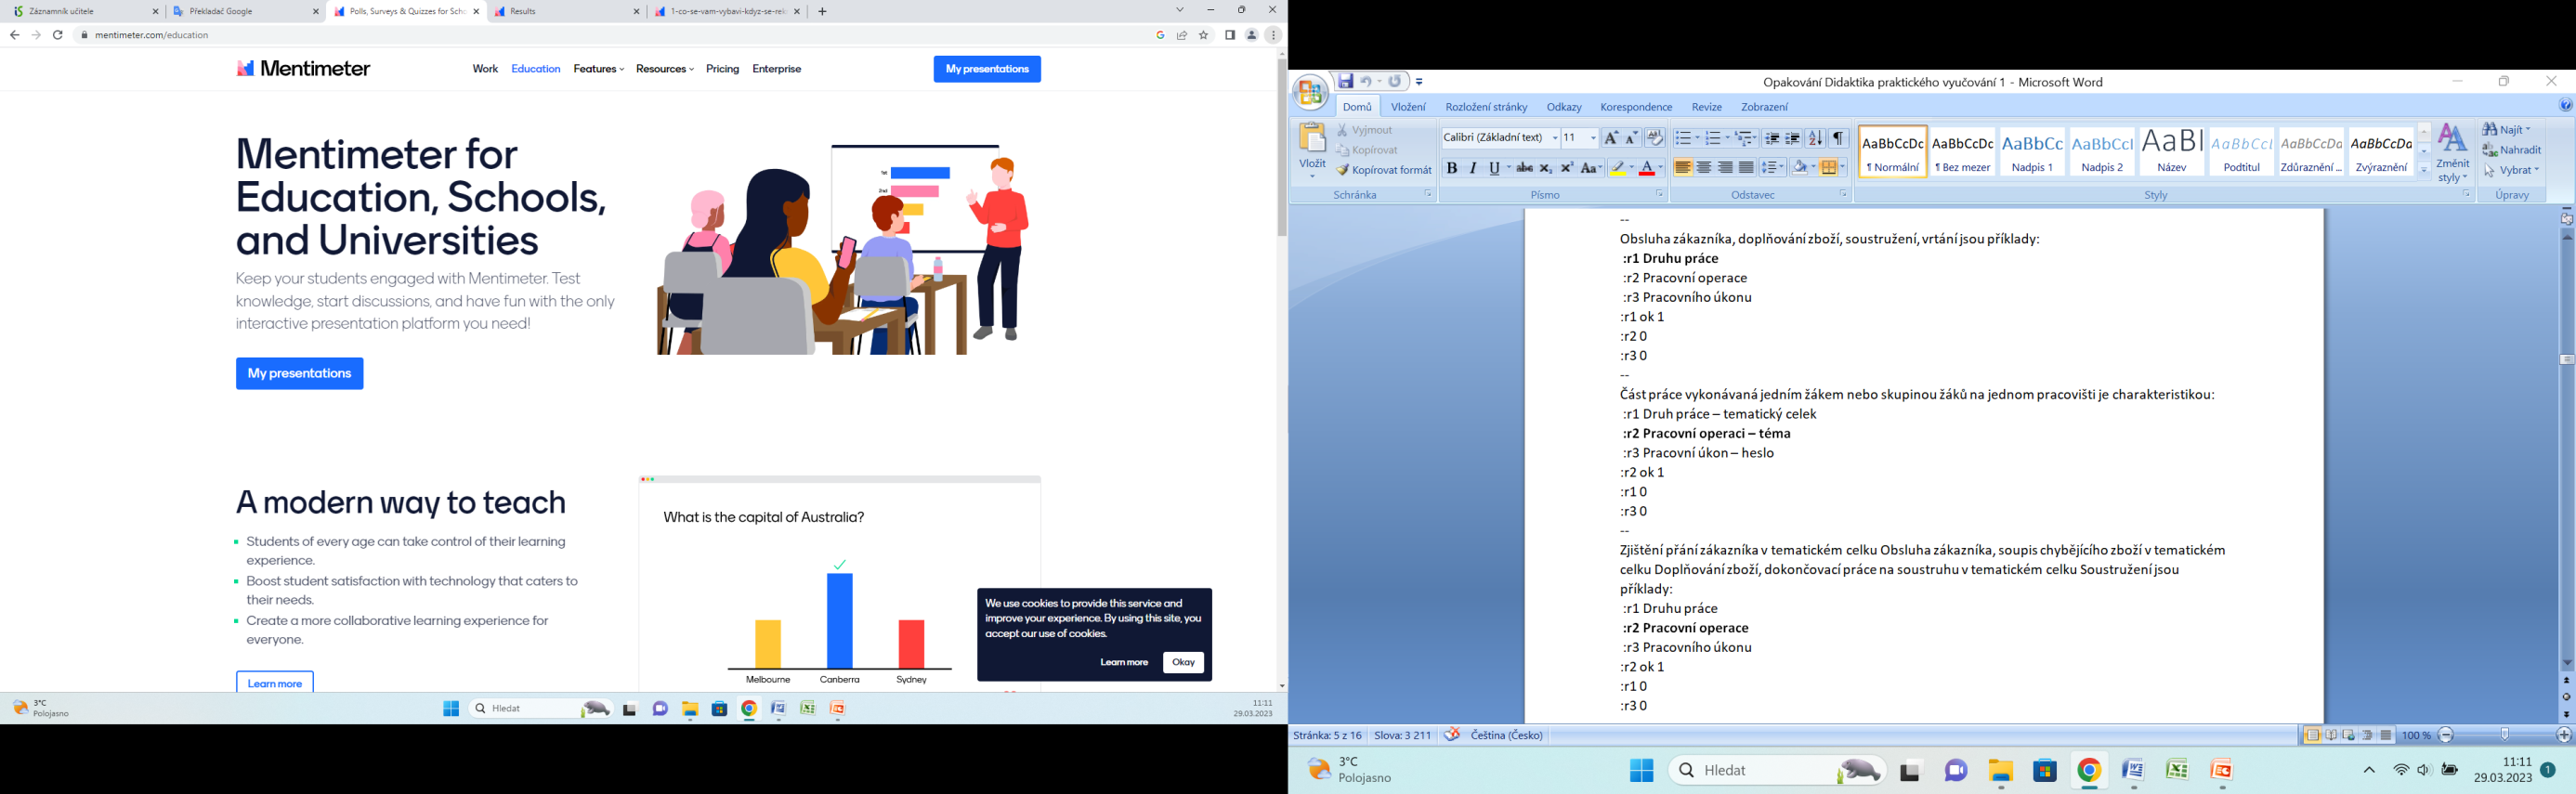 Záznamník učitele
Překladač Google
Polls, Surveys & Quizzes for Scho
Results
1-co-se-vam-vybavi-kdyz-se-rek
mentimeter.com/education
Mentimeter
Work Education Features Resources Pricing Enterprise
My presentations
Mentimeter for
Education, Schools,
and Universities
Keep your students engaged with Mentimeter. Test
knowledge, start discussions, and have fun with the only
interactive presentation platform you need!
My presentations
1st
2nd
A modern way to teach
Students of every age can take control of their learning
experience.
Boost student satisfaction with technology that caters to
their needs.
Create a more collaborative learning experience for
everyone.
Learn more
What is the capital of Australia?
Melbourne Canberra Sydney
We use cookies to provide this service and
improve your experience. By using this site, you
accept our use of cookies.
Learn more Okay
3°C
Polojasno
Hledat
11:11
29.03.2023
Opakování Didaktika praktického vyučování 1 - Microsoft Word
Domů Vložení Rozložení stránky Odkazy Korespondence Revize Zobrazení
Vložit
Vyjmout
Kopírovat
Kopírovat formát
Schránka
Calibri (Základní text) 11
Písmo
Odstavec
AaBbCcDc AaBbCcDc AaBbCc AaBbCcI AaBI AaBbCcL AaBbCcDa AaBbCcDa
¶ Normální ¶ Bez mezer Nadpis 1 Nadpis 2 Název Podtitul Zdůraznění ... Zvýraznění
Styly
Změnit
styly
Najít
Nahradit
Vybrat
Úpravy
--
Obsluha zákazníka, doplňování zboží, soustružení, vrtání jsou příklady:
:r1 Druhu práce
:r2 Pracovní operace
:r3 Pracovního úkonu
:r1 ok 1
:r2 0
:r3 0
--
Část práce vykonávaná jedním žákem nebo skupinou žáků na jednom pracovišti je charakteristikou:
:r1 Druh práce – tematický celek
:r2 Pracovní operaci – téma
:r3 Pracovní úkon – heslo
:r2 ok 1
:r1 0
:r3 0
--
Zjištění přání zákazníka v tematickém celku Obsluha zákazníka, soupis chybějícího zboží v tematickém
celku Doplňování zboží, dokončovací práce na soustruhu v tematickém celku Soustružení jsou
příklady:
:r1 Druhu práce
:r2 Pracovní operace
:r3 Pracovního úkonu
:r2 ok 1
:r1 0
:r3 0
Stránka: 5 z 16 Slova: 3 211 Čeština (Česko) 100 %
3°C
Polojasno
Hledat
11:11
29.03.2023
1